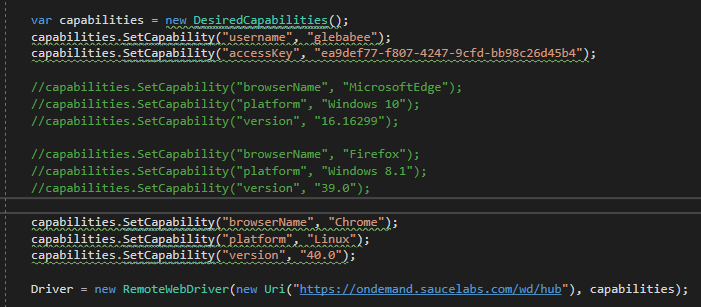 var capabilities = new DesiredCapabilities();
capabilities.SetCapability("username", "glebabee");
capabilities.SetCapability("accessKey", "ea9def77-f807-4247-9cfd-bb98c26d45b4");
//capabilities.SetCapability("browserName", "MicrosoftEdge");
//capabilities.SetCapability("platform", "Windows 10");
//capabilities.SetCapability("version", "16.16299");
//capabilities.SetCapability("browserName", "Firefox");
//capabilities.SetCapability("platform", "Windows 8.1");
//capabilities.SetCapability("version", "39.0");
capabilities.SetCapability("browserName", "Chrome");
capabilities.SetCapability("platform", "Linux");
capabilities.SetCapability("version", "40.0");
Driver = new RemoteWebDriver(new Uri("https://ondemand.saucelabs.com/wd/hub"), capabilities);